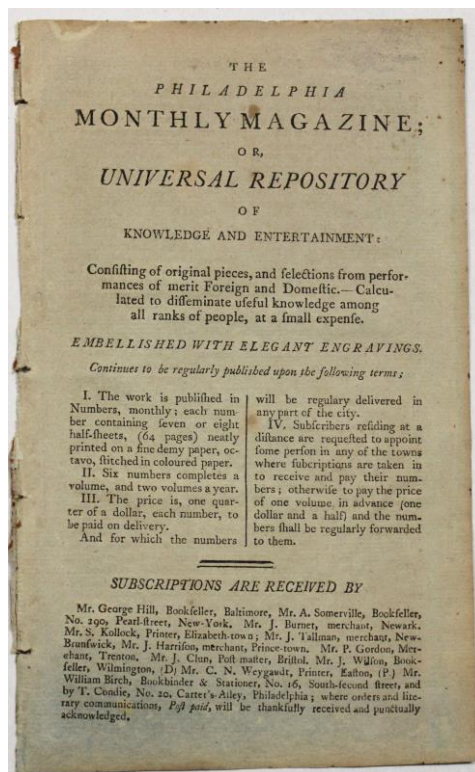 THE
PHILADELPHIA
MONTHLY MAGAZINE;
OR,
UNIVERSAL REPOSITORY
OF
KNOWLEDGE AND ENTERTAINMENT:
Conſiſting of original pieces, and ſelections from perfor-
mances of merit Foreign and Domeſtic.—Calcu-
lated to diſſeminate uſeful knowledge among
all ranks of people, at a ſmall expenſe.
EMBELLISHED WITH ELEGANT ENGRAVINGS.
Continues to be regularly publiſhed upon the following terms;
I. The work is publiſhed in
Numbers, monthly; each num-
ber containing ſeven or eight
half-ſheets, (64 pages) neatly
printed on a fine demy paper, oc-
tavo, ſtitched in coloured paper.
II. Six numbers completes a
volume, and two volumes a year.
III. The price is, one quar-
ter of a dollar, each number, to
be paid on delivery.
And for which the numbers
will be regulary delivered in
any part of the city.
IV. Subſcribers reſiding at a
diſtance are requeſted to appoint
ſome perſon in any of the towns
where ſubcriptions are taken in
to receive and pay their num-
bers; otherwiſe to pay the price
of one volume in advance (one
dollar and a half) and the num-
bers ſhall be regularly forwarded
to them.
SUBSCRIPTIONS ARE RECEIVED BY
Mr. George Hill, Bookſeller, Baltimore, Mr. A. Somerville, Bookſeller,
No. 290, Pearl-ſtreet, New-York. Mr. J. Burnet, merchant, Newark.
Mr. S. Kollock, Printer, Elizabeth-town; Mr. J. Tallman, merchant, New-
Brunſwick, Mr. J. Harriſon, merchant, Prince-town. Mr. P. Gordon, Mer-
chant, Trenton. Mr. J. Clun, Poſt maſter, Briſtol. Mr. J. Wilſon, Book-
ſeller, Wilmington, (D) Mr. C. N. Weygandt, Printer, Eaſton, (P.) Mr.
William Birch, Bookbinder & Stationer, No. 16, South-ſecond ſtreet, and
by T. Condie, No. 20, Carter's-Alley, Philadelphia; where orders and lite-
rary communications, Poſt paid, will be thankfully received and punctually
acknowledged.